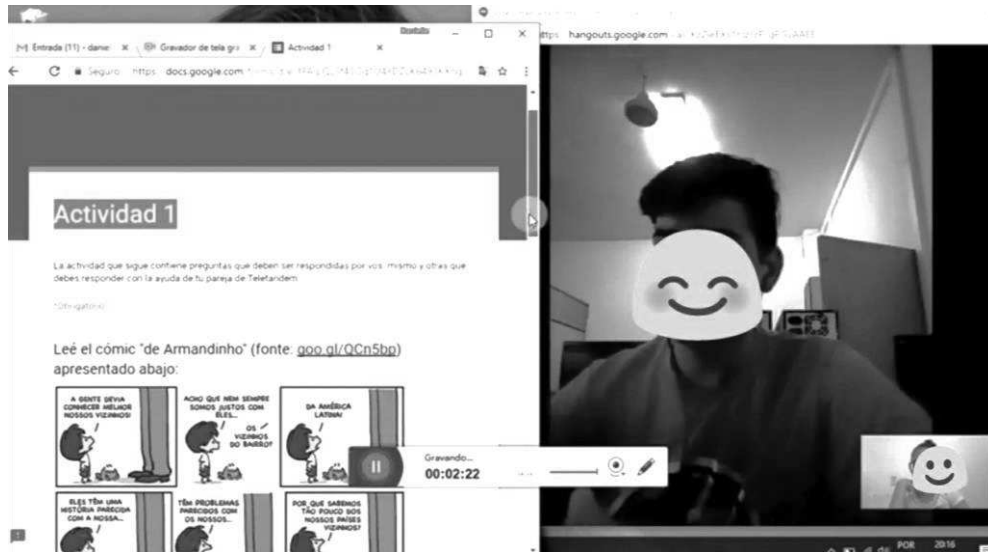 Entrada (11) - daniel
Gravador de tela gra
Actividad 1
Seguro
https
docs.google.com
https
hangouts.google.com
Actividad 1
La actividad que sigue contiene preguntas que deben ser respondidas por vos mismo y otras que
debes responder con la ayuda de tu pareja de Teletandem
*Obrigatório
Leé el cómic "de Armandinho" (fonte: goo.gl/QCn5bp)
apresentado abajo:
A GENTE DEVIA
CONHECER MELHOR
NOSSOS VIZINHOS!
ACHO QUE NEM SEMPRE
SOMOS JUSTOS COM
ELES...
OS
VIZINHOS
DO BAIRRO?
DA AMÉRICA
LATINA!
ELES TÊM UMA
HISTÓRIA PARECIDA
COM A NOSSA...
TÊM PROBLEMAS
PARECIDOS COM
OS NOSSOS...
POR QUE SABEMOS
TÃO POUCO DOS
NOSSOS PAÍSES
VIZINHOS?
Gravando...
00:02:22
POR
20:16